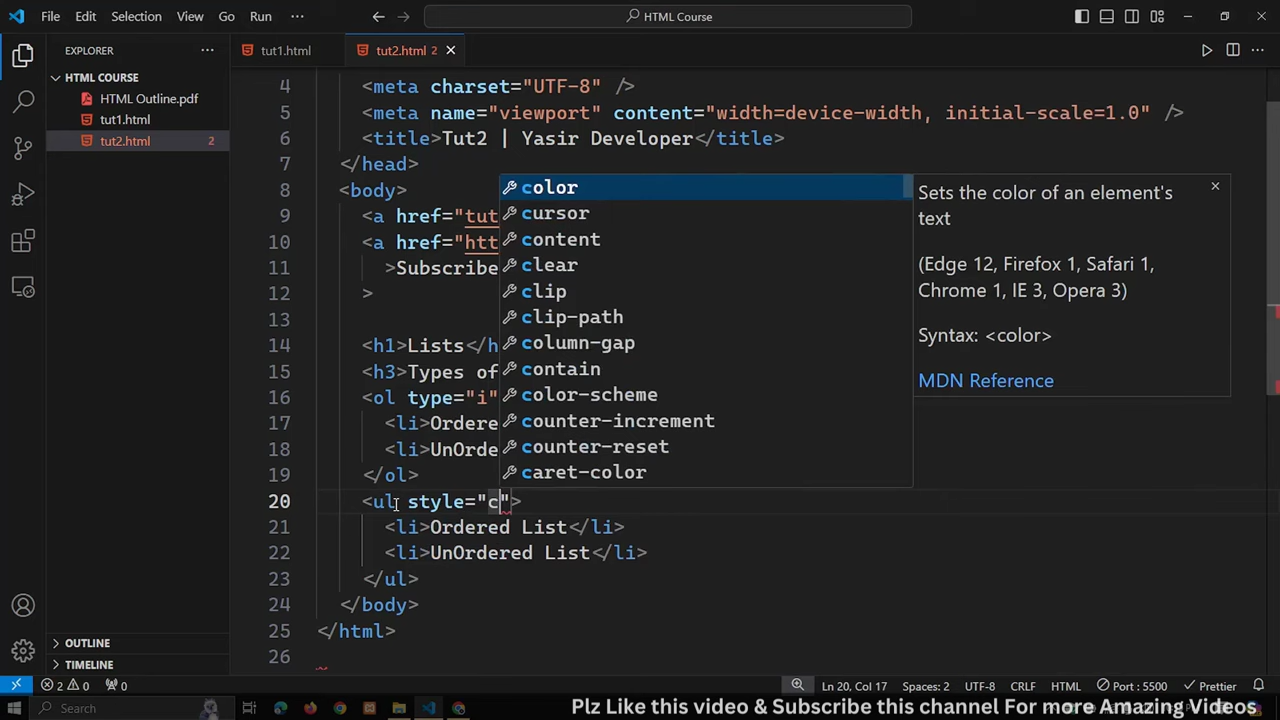 File Edit Selection View Go Run ···
HTML Course
EXPLORER ···
tut1.html
tut2.html 2
HTML COURSE
HTML Outline.pdf
tut1.html
tut2.html 2
4 <meta charset="UTF-8" />
5 <meta name="viewport" content="width=device-width, initial-scale=1.0" />
6 <title>Tut2 | Yasir Developer</title>
7 </head>
8 <body>
9 <a href="tut
10 <a href="htt
11 >Subscribe
12 >
13
14 <h1>Lists</h
15 <h3>Types of
16 <ol type="i"
17 <li>Ordere
18 <li>UnOrde
19 </ol>
20 <ul style="c">
21 <li>Ordered List</li>
22 <li>UnOrdered List</li>
23 </ul>
24 </body>
25 </html>
26
color
cursor
content
clear
clip
clip-path
column-gap
contain
color-scheme
counter-increment
counter-reset
caret-color
Sets the color of an element's
text
(Edge 12, Firefox 1, Safari 1,
Chrome 1, IE 3, Opera 3)
Syntax: <color>
MDN Reference
OUTLINE
TIMELINE
2 0 0 Ln 20, Col 17 Spaces: 2 UTF-8 CRLF HTML Port : 5500 Prettier
Search
Plz Like this video & Subscribe this channel For more Amazing Videos